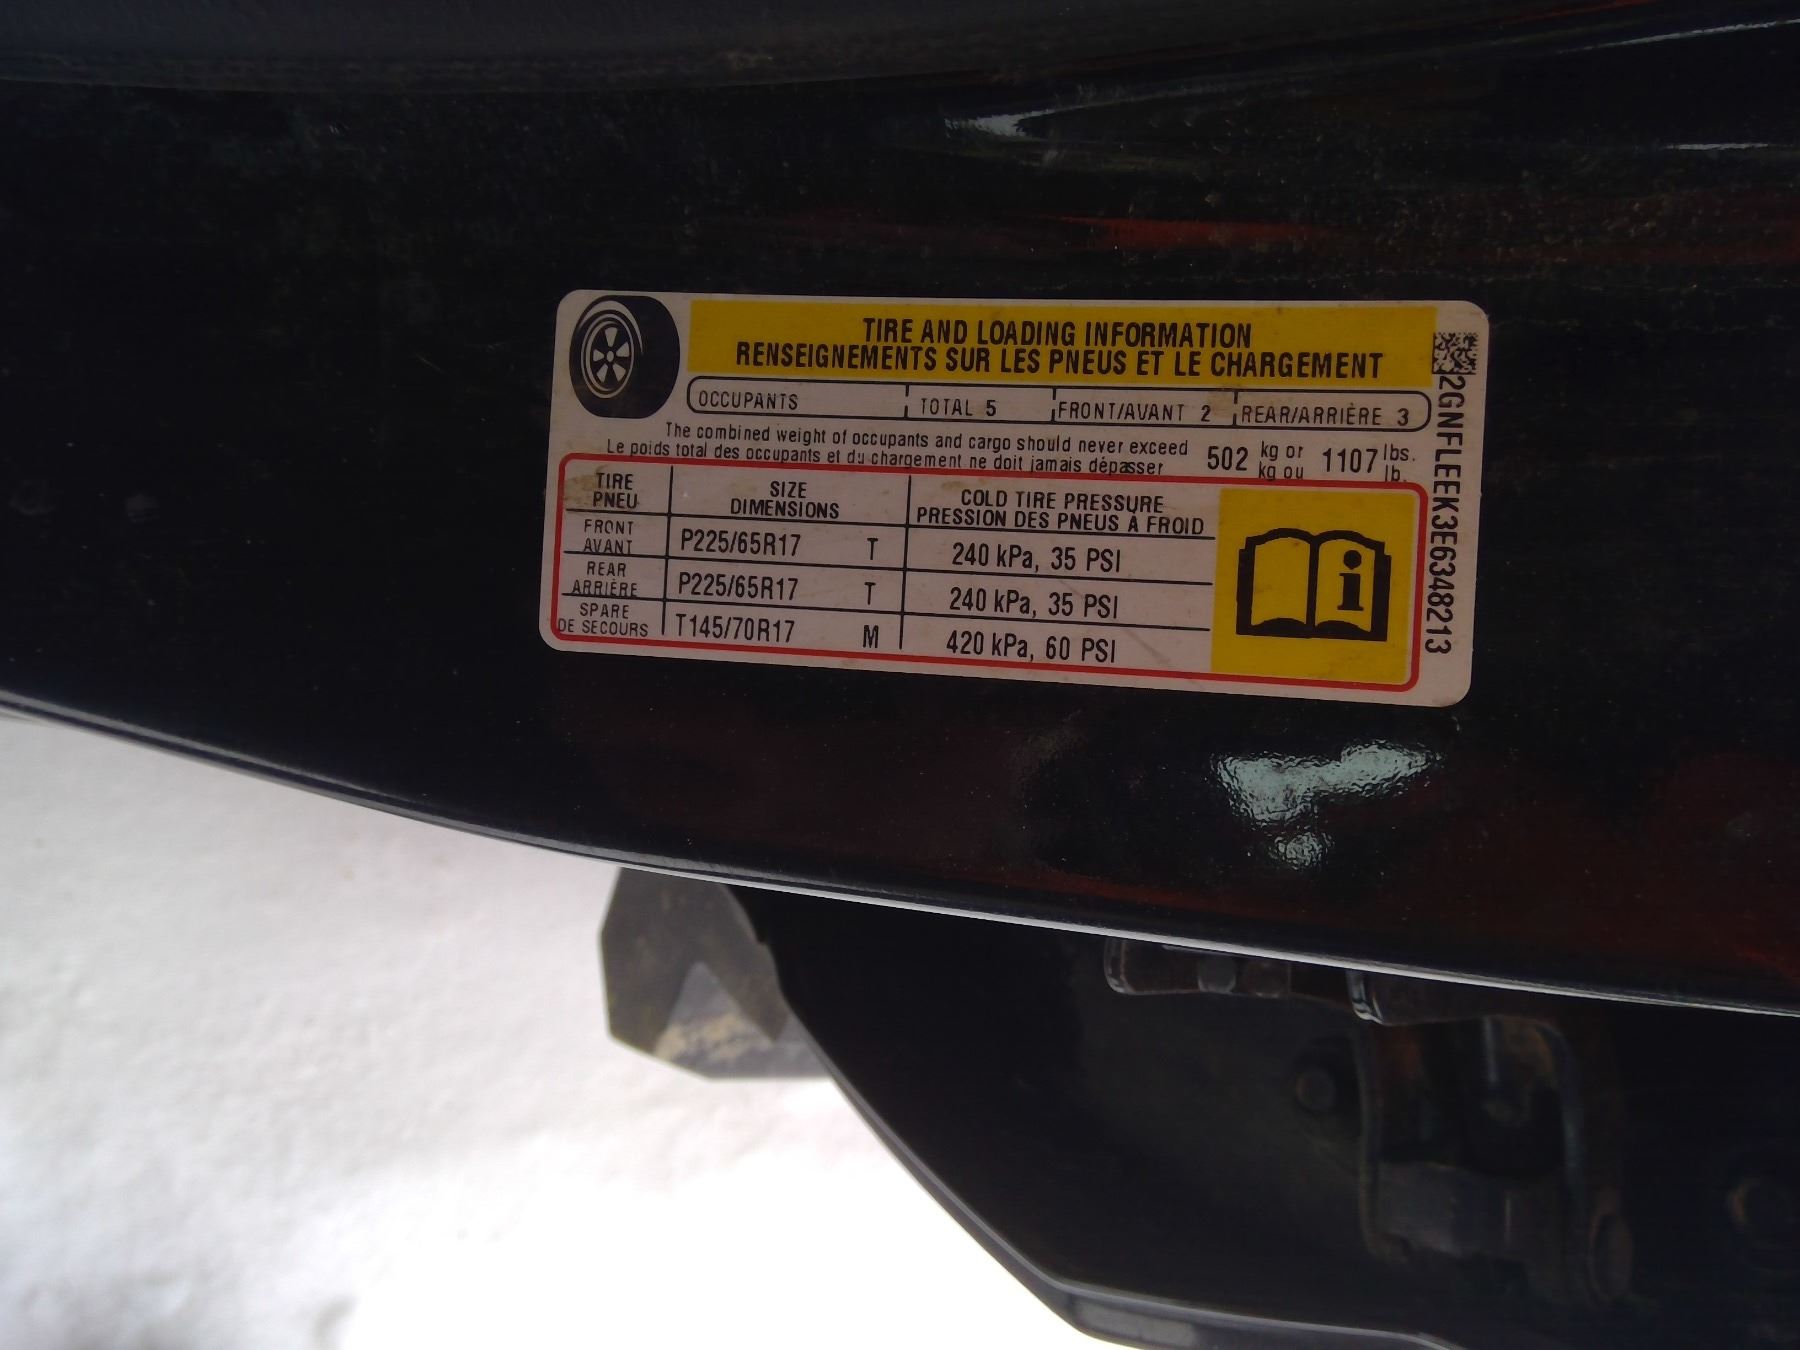 TIRE AND LOADING INFORMATION
RENSEIGNEMENTS SUR LES PNEUS ET LE CHARGEMENT
OCCUPANTS TOTAL 5 FRONT/AVANT 2 REAR/ARRIÈRE 3
The combined weight of occupants and cargo should never exceed 502 kg or 1107 lbs.
Le poids total des occupants et du chargement ne doit jamais dépasser kg ou lb.
TIRE SIZE COLD TIRE PRESSURE
PNEU DIMENSIONS PRESSION DES PNEUS À FROID
FRONT AVANT P225/65R17 T 240 kPa, 35 PSI
REAR ARRIÈRE P225/65R17 T 240 kPa, 35 PSI
SPARE DE SECOURS T145/70R17 M 420 kPa, 60 PSI
i
2GNFLEEK3E6348213